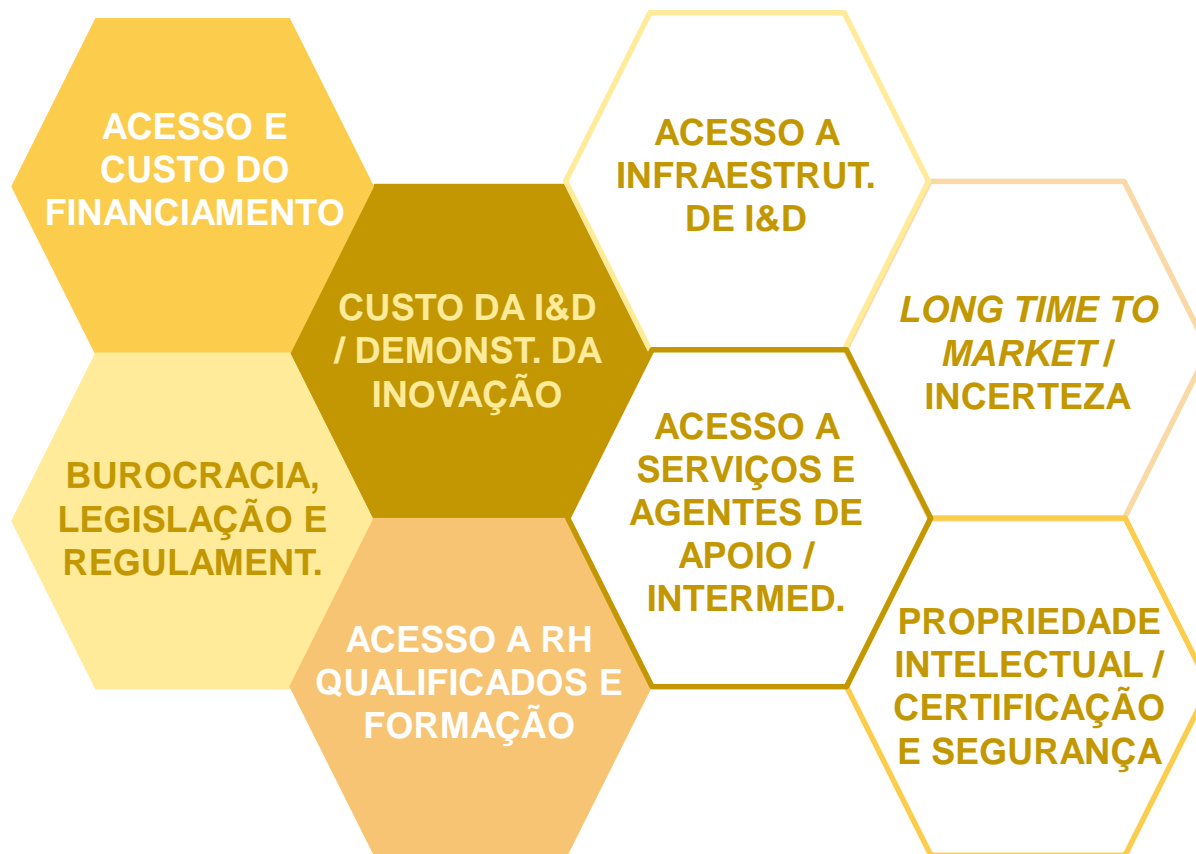 ACESSO E
CUSTO DO
FINANCIAMENTO
CUSTO DA I&D
/ DEMONST. DA
INOVAÇÃO
BUROCRACIA,
LEGISLAÇÃO E
REGULAMENT.
ACESSO A RH
QUALIFICADOS E
FORMAÇÃO
ACESSO A
INFRAESTRUT.
DE I&D
LONG TIME TO
MARKET /
INCERTEZA
ACESSO A
SERVIÇOS E
AGENTES DE
APOIO /
INTERMED.
PROPRIEDADE
INTELECTUAL /
CERTIFICAÇÃO
E SEGURANÇA